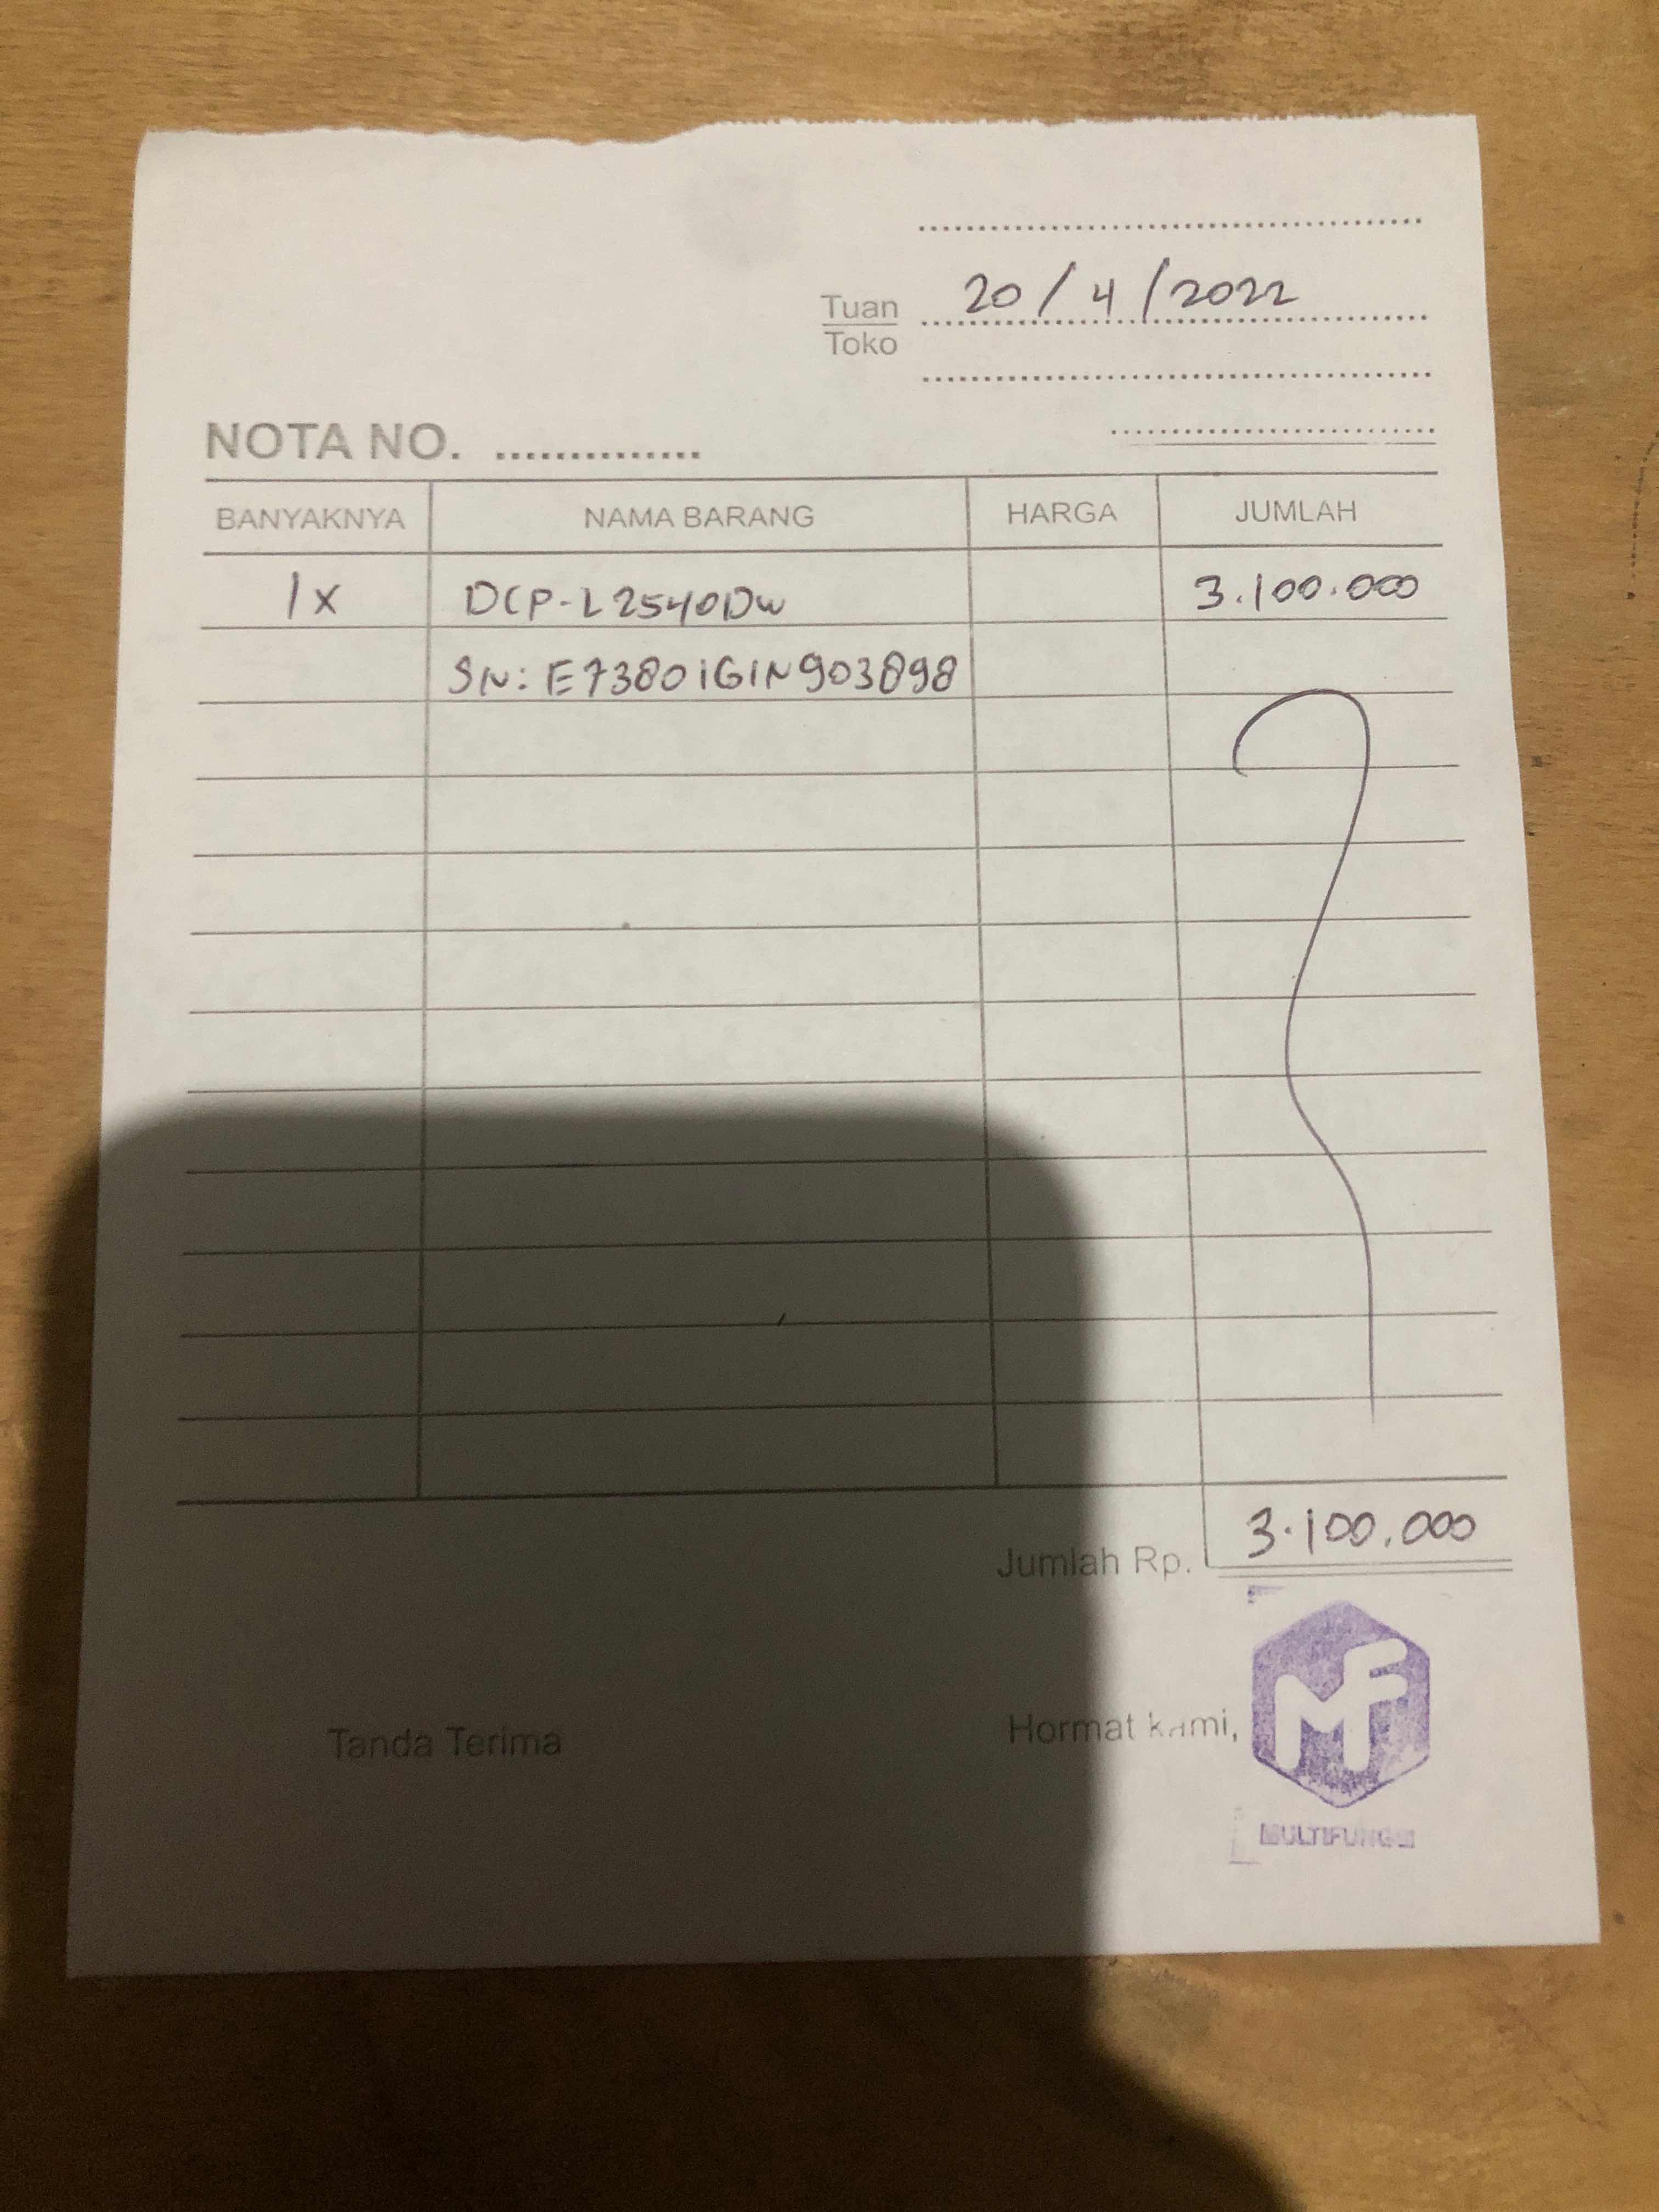 20/4/2022
Tuan
Toko
NOTA NO. ..............
BANYAKNYA NAMA BARANG HARGA JUMLAH
1x DCP-L2540DW 3.100.000
SN: E73801G1N903898
Jumlah Rp. 3.100.000
Tanda Terima Hormat kami,
MF
MULTIFUNGSI